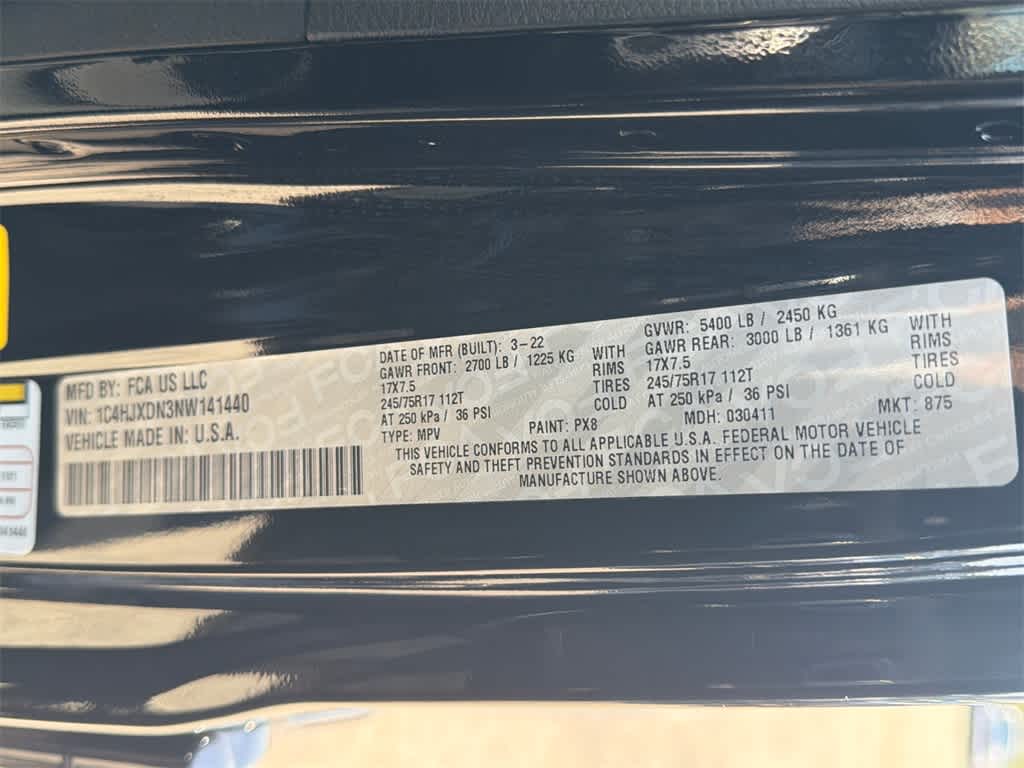 MFD BY: FCA US LLC
VIN: 1C4HJXDN3NW141440
VEHICLE MADE IN: U.S.A.
DATE OF MFR (BUILT): 3-22
GAWR FRONT: 2700 LB / 1225 KG WITH
17X7.5 RIMS
245/75R17 112T TIRES
AT 250 kPa / 36 PSI COLD
TYPE: MPV PAINT: PX8
GVWR: 5400 LB / 2450 KG
GAWR REAR: 3000 LB / 1361 KG WITH
17X7.5 RIMS
245/75R17 112T TIRES
AT 250 kPa / 36 PSI COLD
MDH: 030411 MKT: 875
THIS VEHICLE CONFORMS TO ALL APPLICABLE U.S.A. FEDERAL MOTOR VEHICLE
SAFETY AND THEFT PREVENTION STANDARDS IN EFFECT ON THE DATE OF
MANUFACTURE SHOWN ABOVE.